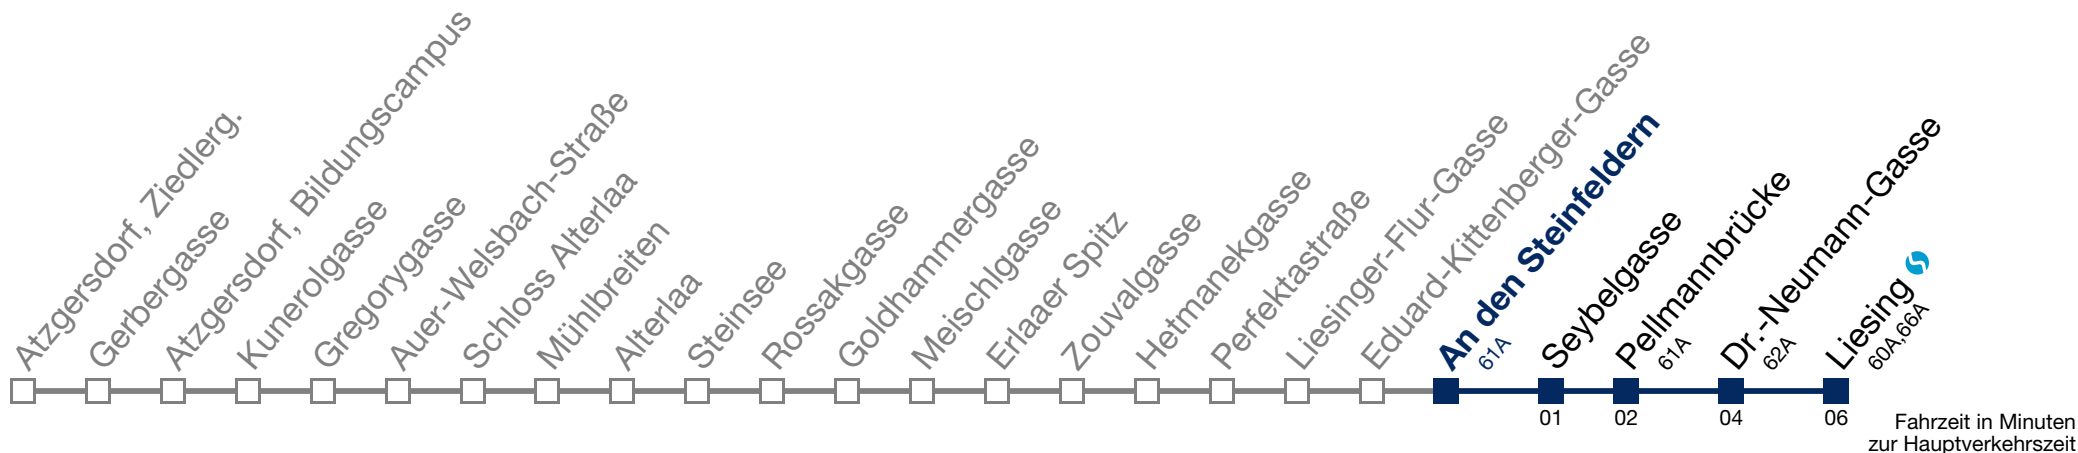 Atzgersdorf, Ziedlerg.
Gerbergasse
Atzgersdorf, Bildungscampus
Kunerolgasse
Gregorygasse
Auer-Welsbach-Straße
Schloss Alterlaa
Mühlbreiten
Alterlaa
Steinsee
Rossakgasse
Goldhammergasse
Meischlgasse
Erlaaer Spitz
Zouvalgasse
Hetmanekgasse
Perfektastraße
Liesinger-Flur-Gasse
Eduard-Kittenberger-Gasse
An den Steinfeldern
61A
Seybelgasse
Pellmannbrücke
61A
Dr.-Neumann-Gasse
62A
Liesing
60A,66A
01
02
04
06
Fahrzeit in Minuten
zur Hauptverkehrszeit